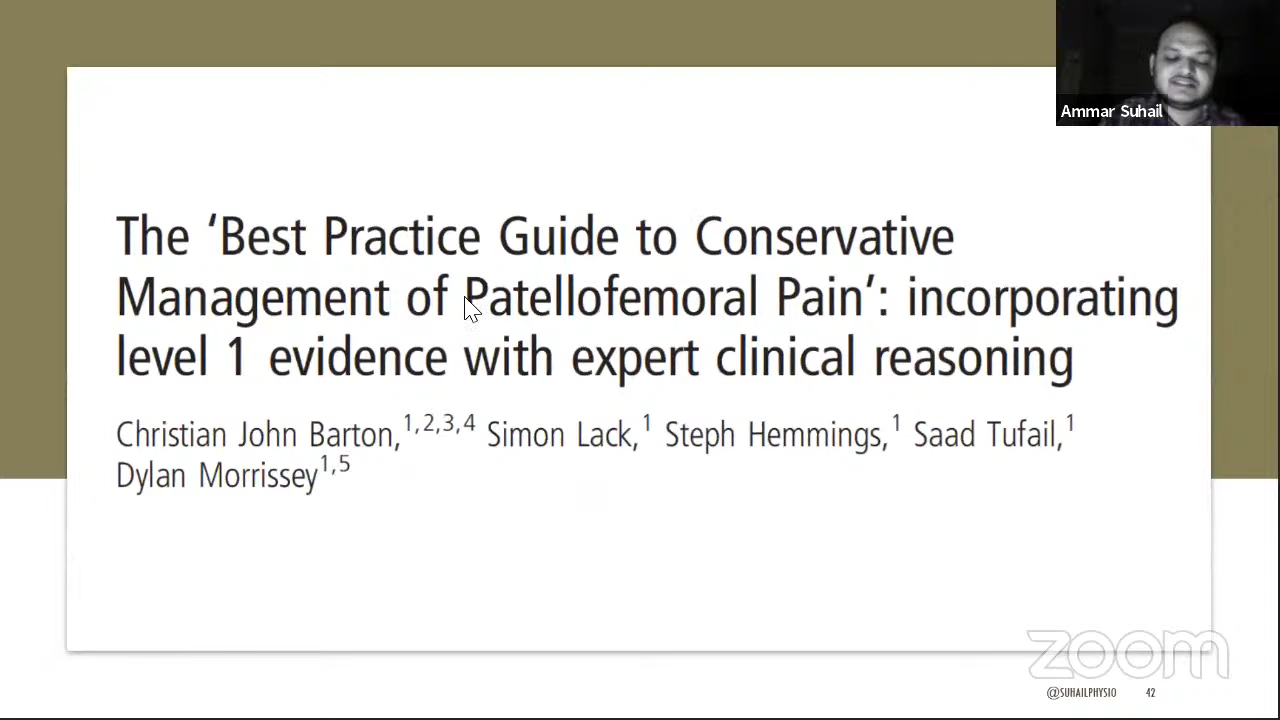 Ammar Suhail
The ‘Best Practice Guide to Conservative
Management of Patellofemoral Pain’: incorporating
level 1 evidence with expert clinical reasoning
Christian John Barton,1,2,3,4 Simon Lack,1 Steph Hemmings,1 Saad Tufail,1
Dylan Morrissey1,5
zoom
@SUHAILPHYSIO 42